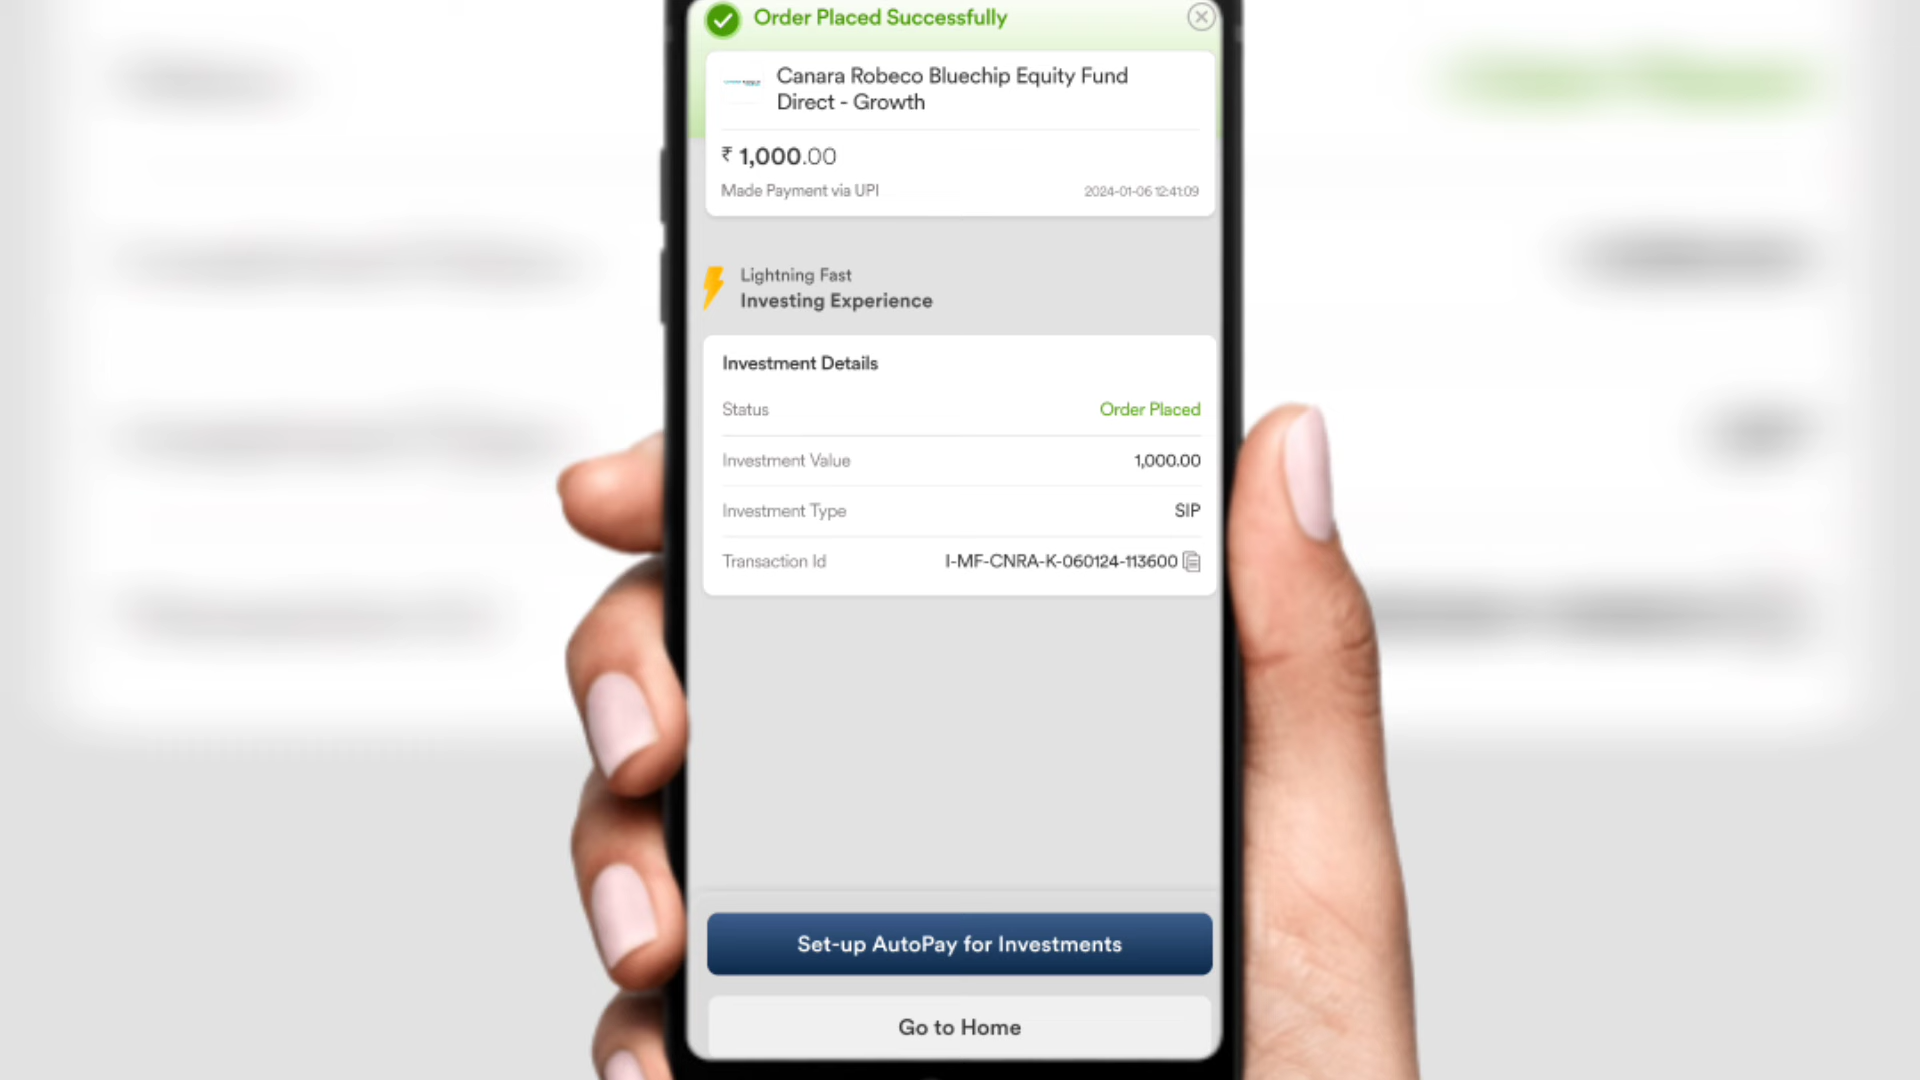 Order Placed Successfully
Canara Robeco Bluechip Equity Fund
Direct - Growth
₹ 1,000.00
Made Payment via UPI 2024-01-06 12:41:09
Lightning Fast
Investing Experience
Investment Details
Status Order Placed
Investment Value 1,000.00
Investment Type SIP
Transaction Id I-MF-CNRA-K-060124-113600
Set-up AutoPay for Investments
Go to Home